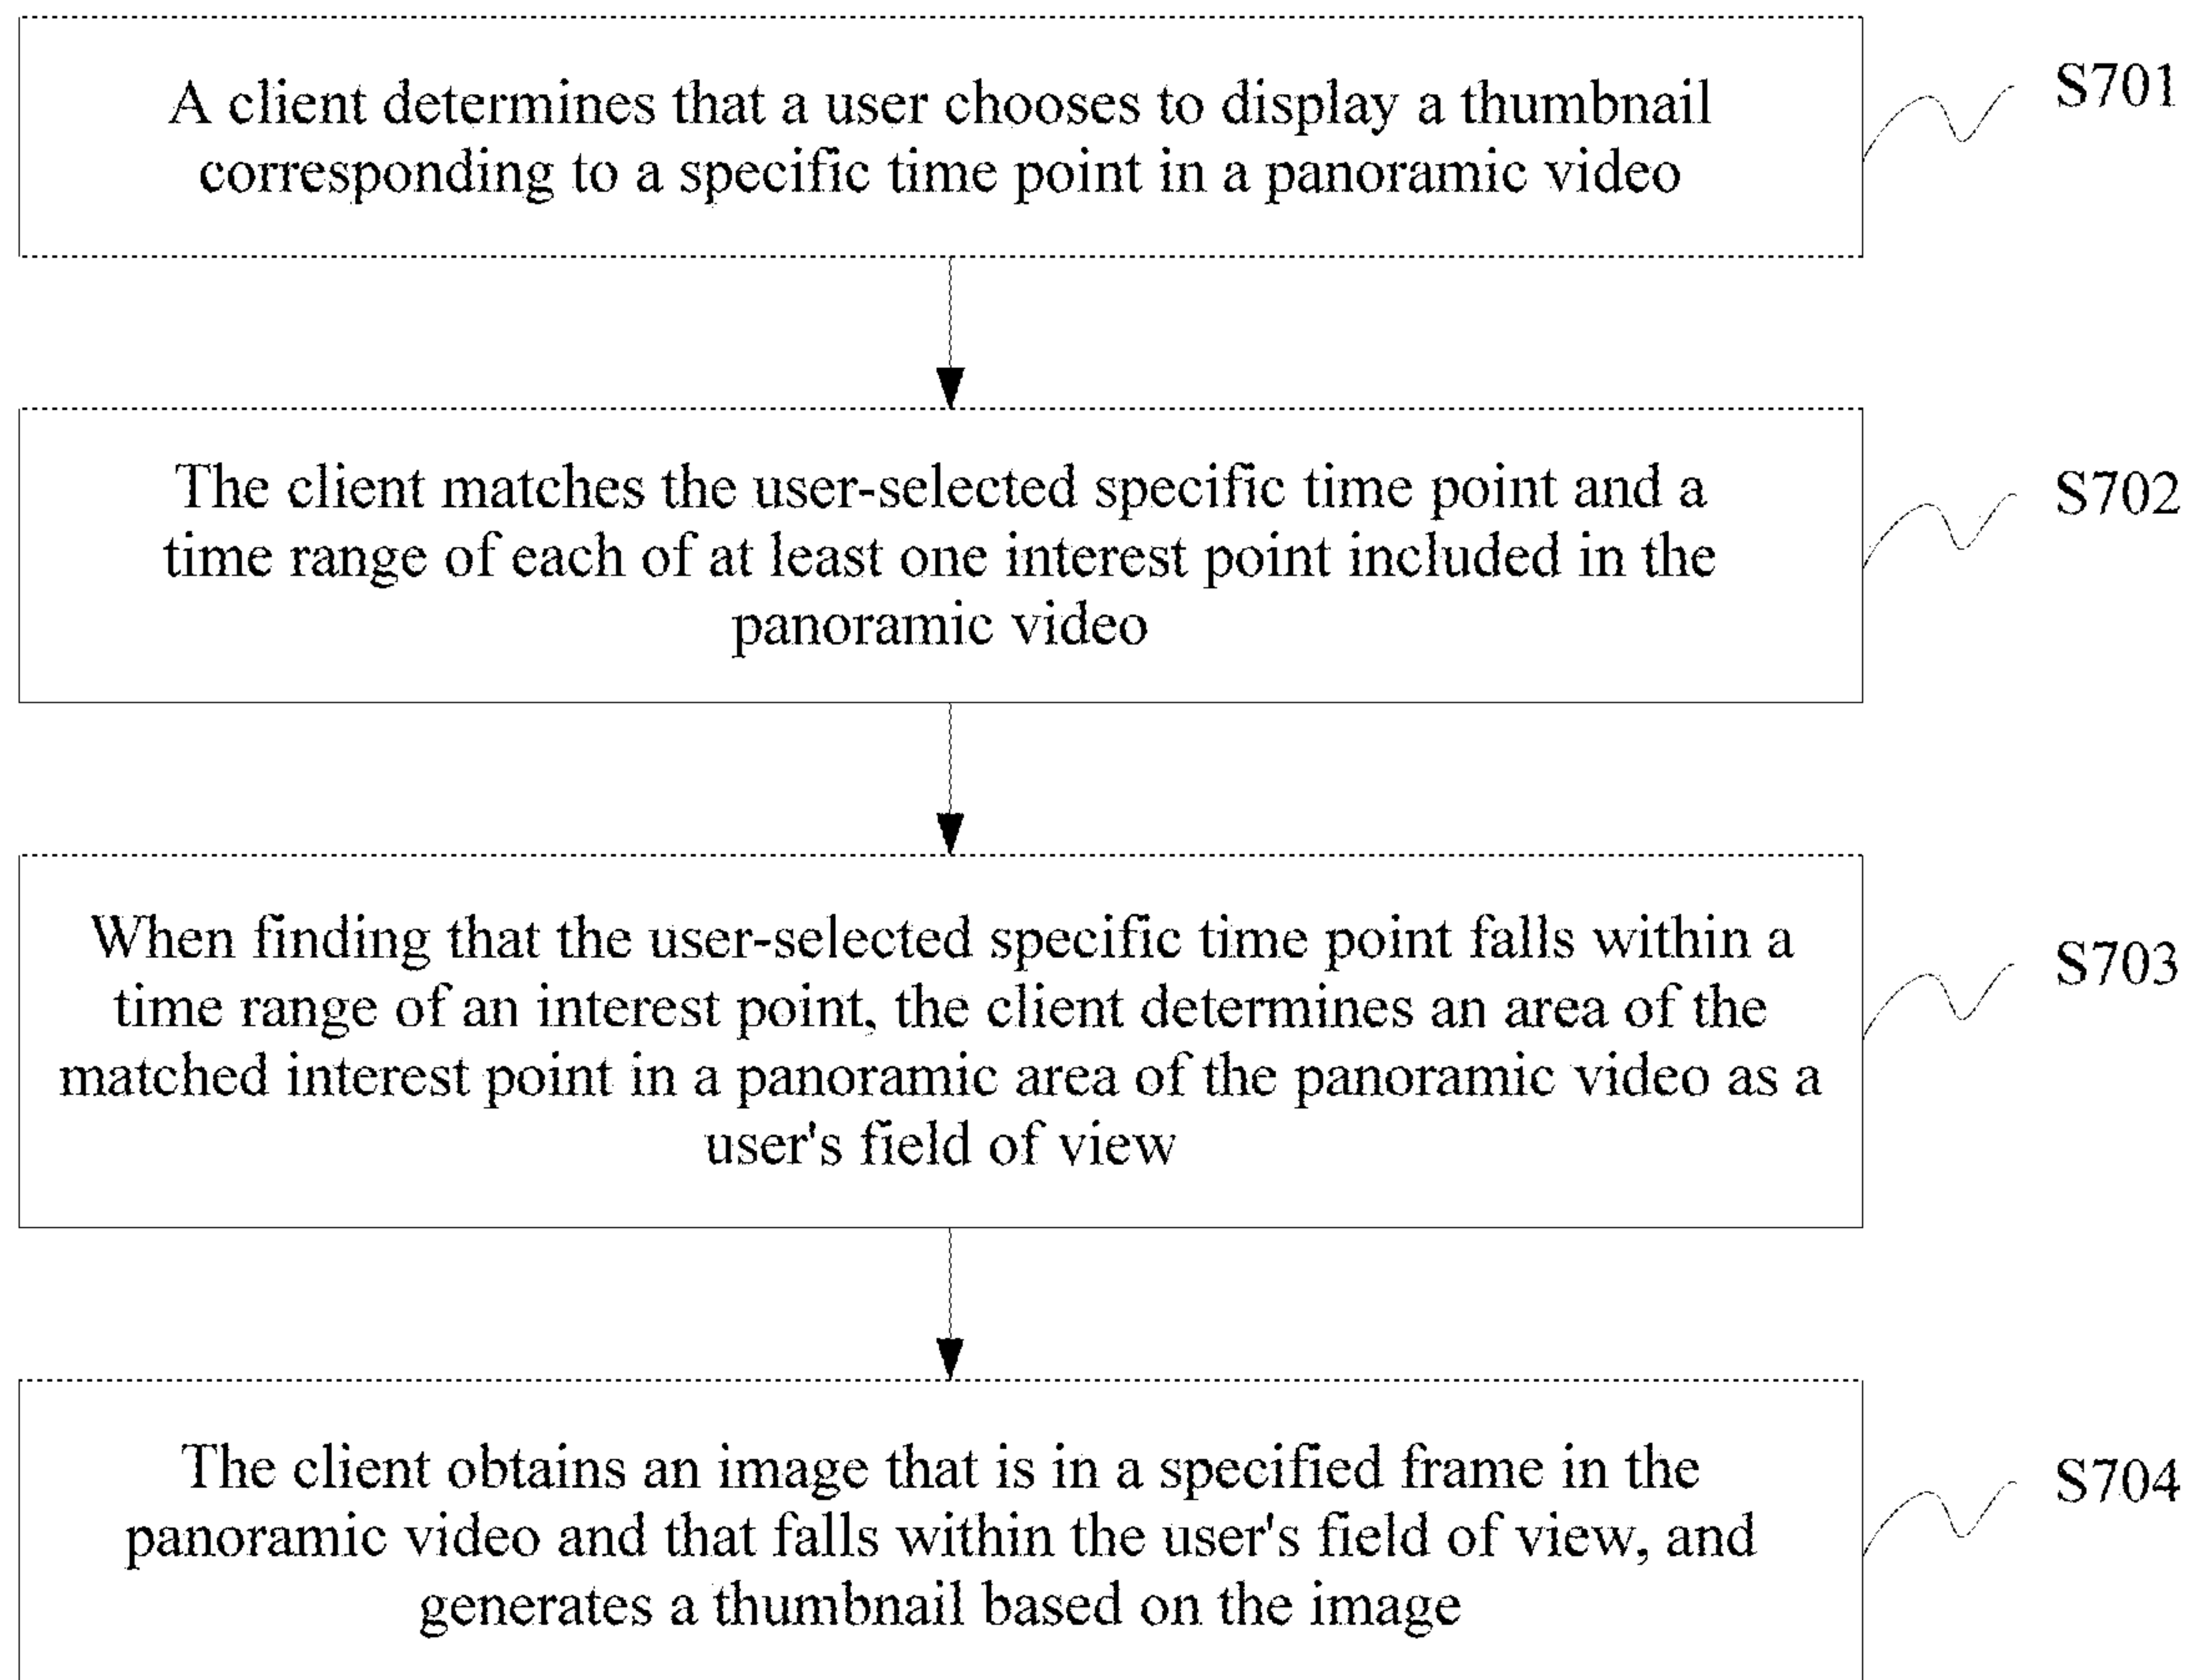 A client determines that a user chooses to display a thumbnail
corresponding to a specific time point in a panoramic video
S701
The client matches the user-selected specific time point and a
time range of each of at least one interest point included in the
panoramic video
S702
When finding that the user-selected specific time point falls within a
time range of an interest point, the client determines an area of the
matched interest point in a panoramic area of the panoramic video as a
user's field of view
S703
The client obtains an image that is in a specified frame in the
panoramic video and that falls within the user's field of view, and
generates a thumbnail based on the image
S704